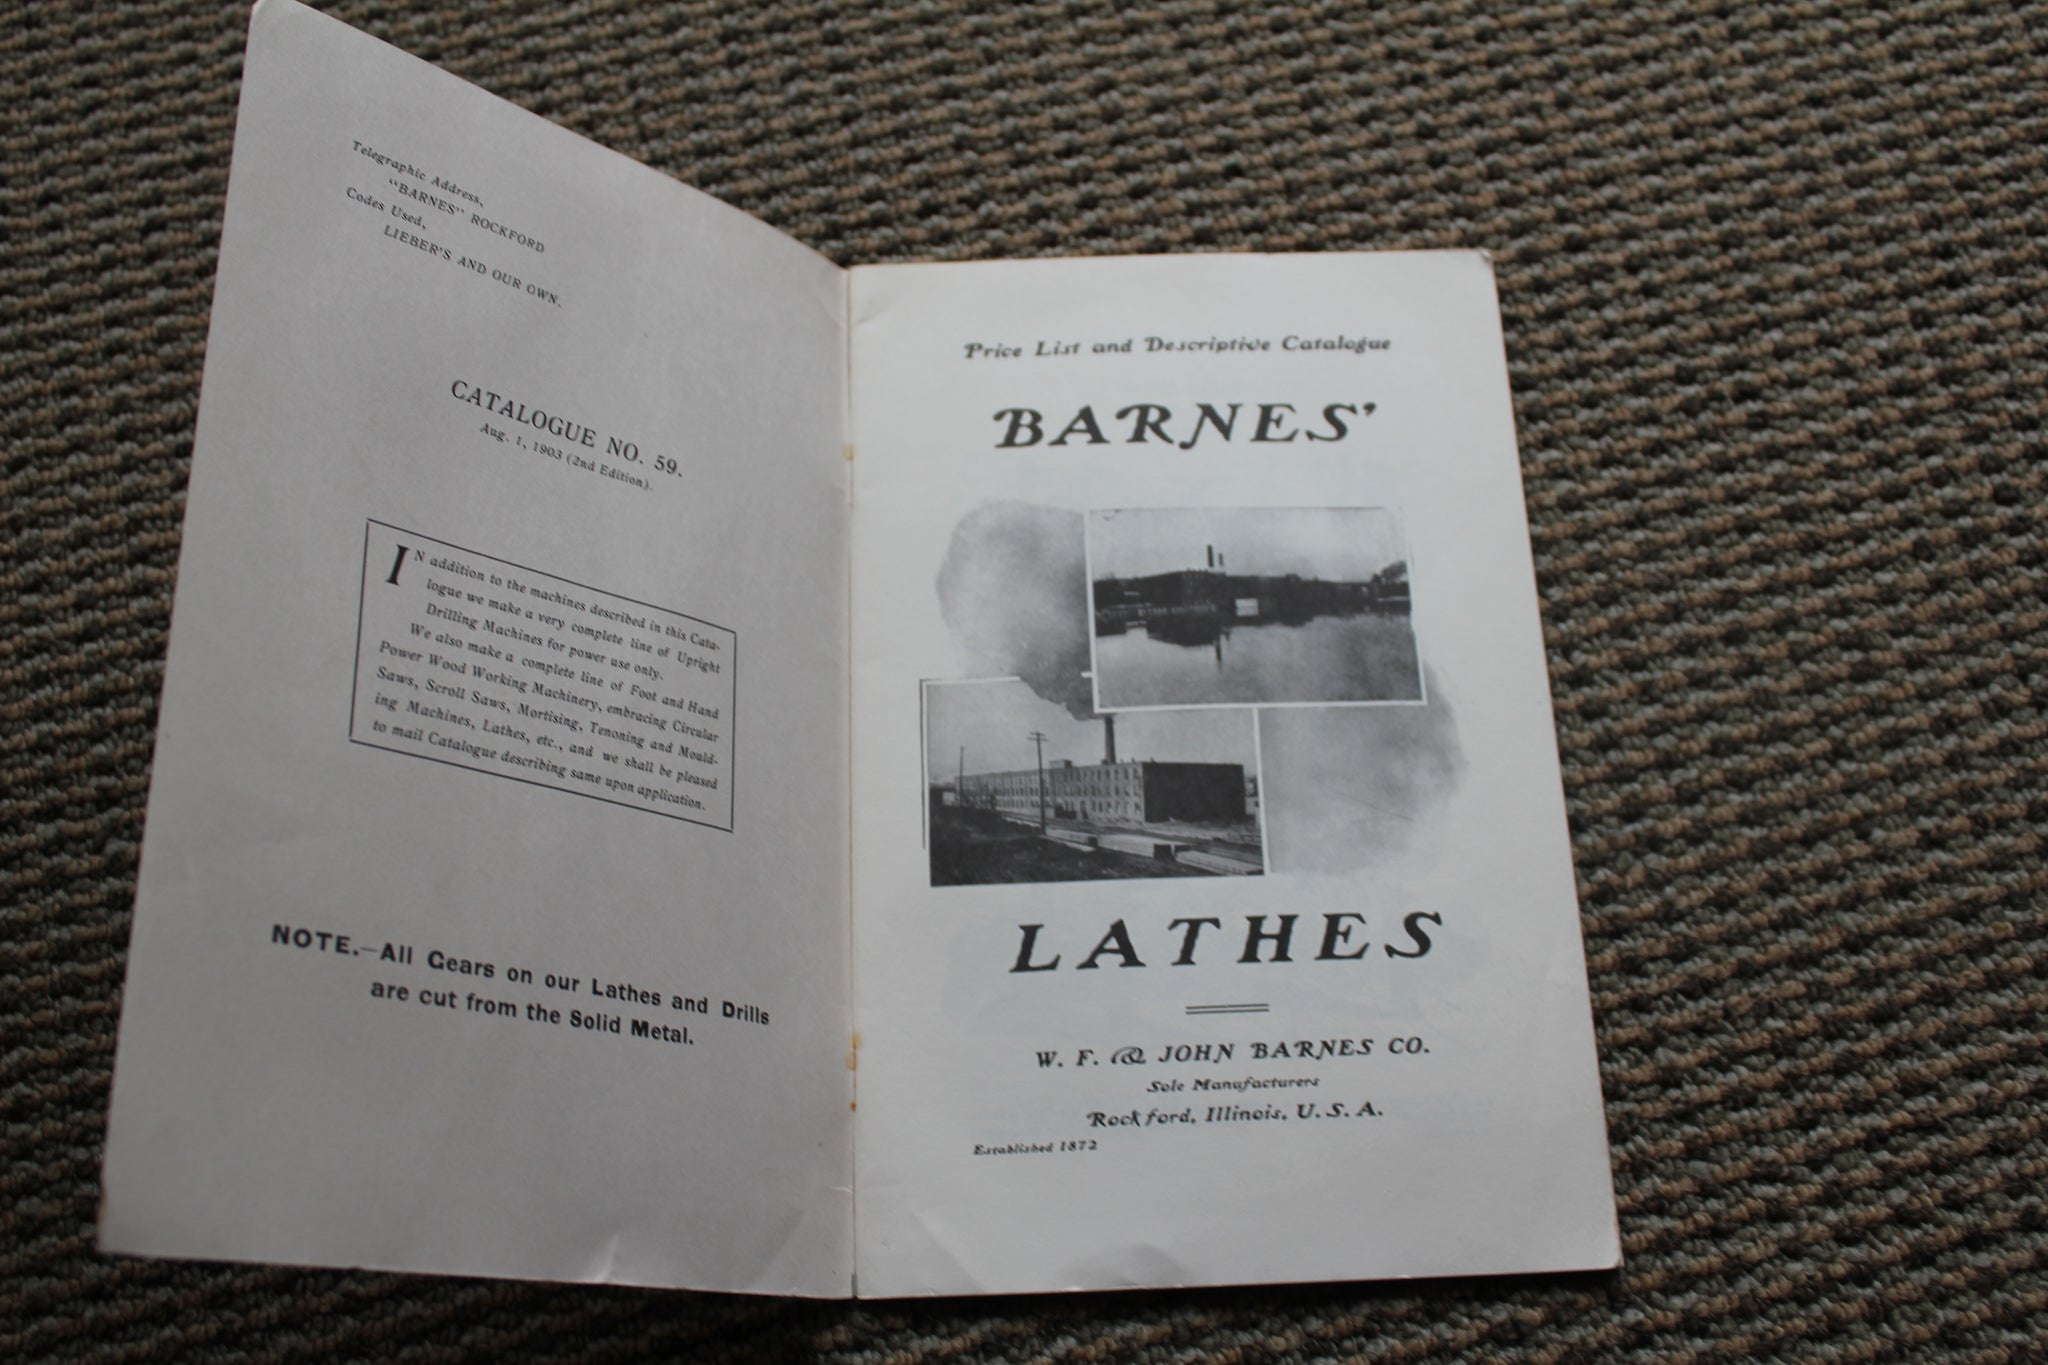 Telegraphic Address,
"BARNES" ROCKFORD
Codes Used,
LIEBER'S AND OUR OWN.
CATALOGUE NO. 59.
Aug. 1, 1903 (2nd Edition).
IN addition to the machines described in this Cata-
logue we make a very complete line of Upright
Drilling Machines for power use only.
We also make a complete line of Foot and Hand
Power Wood Working Machinery, embracing Circular
Saws, Scroll Saws, Mortising, Tenoning and Mould-
ing Machines, Lathes, etc., and we shall be pleased
to mail Catalogue describing same upon application.
NOTE.—All Gears on our Lathes and Drills
are cut from the Solid Metal.
Price List and Descriptive Catalogue
BARNES'
LATHES
W. F. & JOHN BARNES CO.
Sole Manufacturers
Rockford, Illinois, U. S. A.
Established 1872